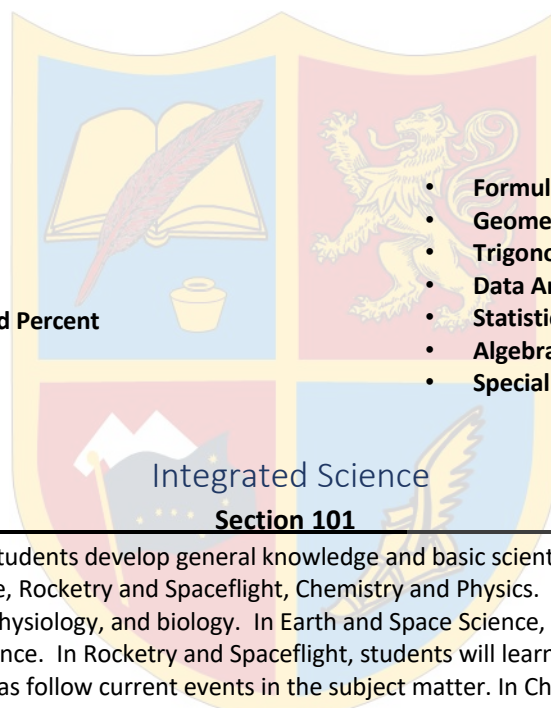 • Formul
• Geome
• Trigono
• Data A
d Percent
• Statisti
• Algebra
• Special
Integrated Science
Section 101
tudents develop general knowledge and basic scient
e, Rocketry and Spaceflight, Chemistry and Physics.
hysiology, and biology. In Earth and Space Science,
nce. In Rocketry and Spaceflight, students will learn
as follow current events in the subject matter. In Ch